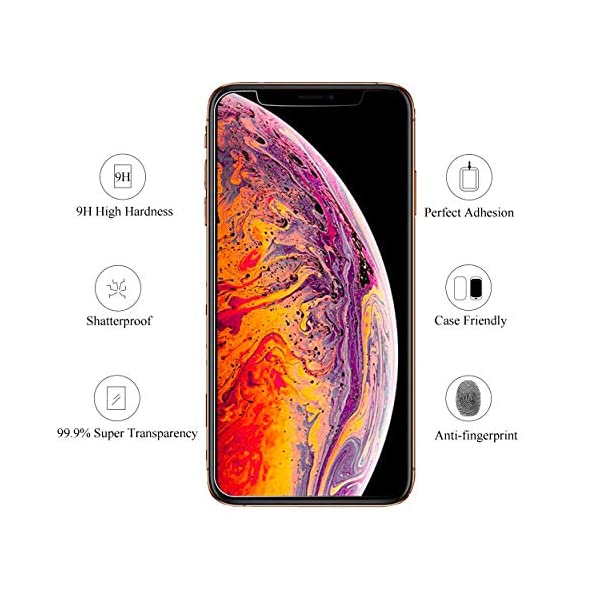 9H
9H High Hardness
Shatterproof
99.9% Super Transparency
Perfect Adhesion
Case Friendly
Anti-fingerprint